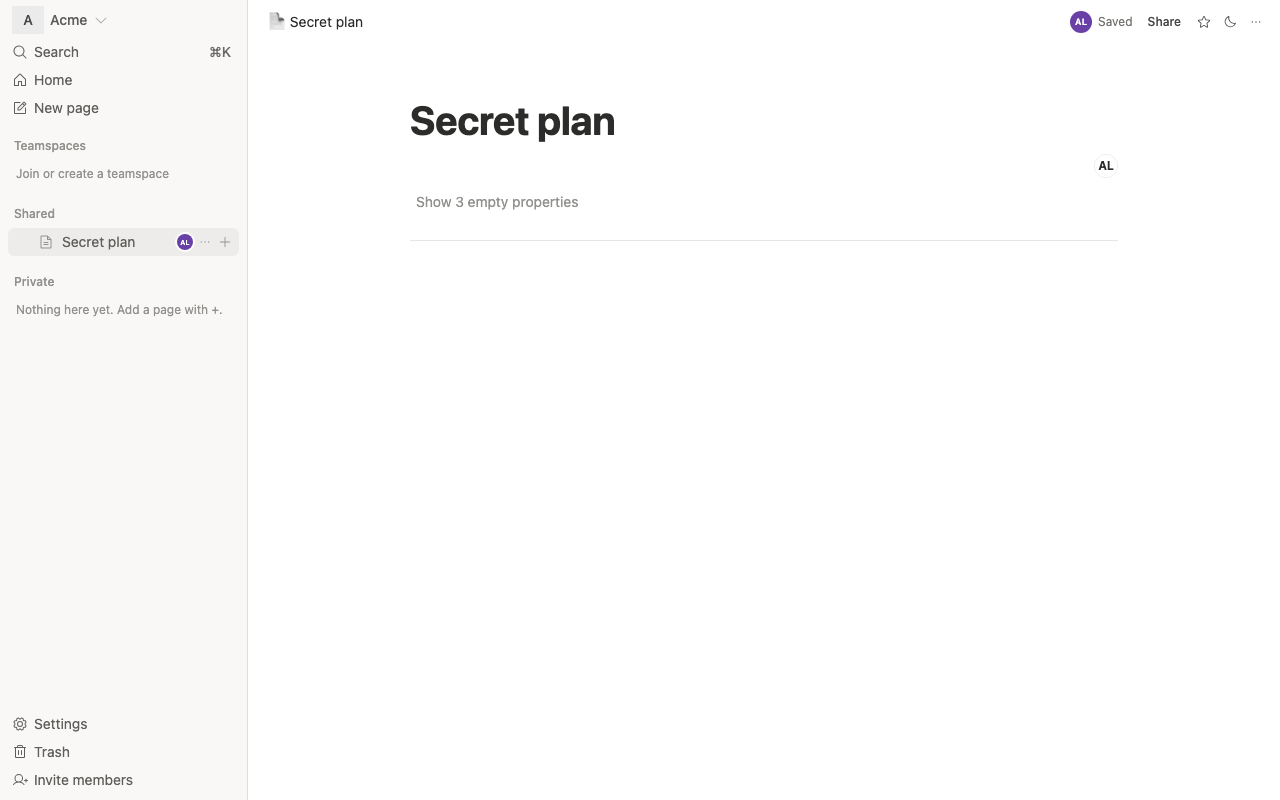 A Acme
Search ⌘K
Home
New page
Teamspaces
Join or create a teamspace
Shared
Secret plan AL ··· +
Private
Nothing here yet. Add a page with +.
Settings
Trash
Invite members
Secret plan
AL Saved Share ···
Secret plan
AL
Show 3 empty properties